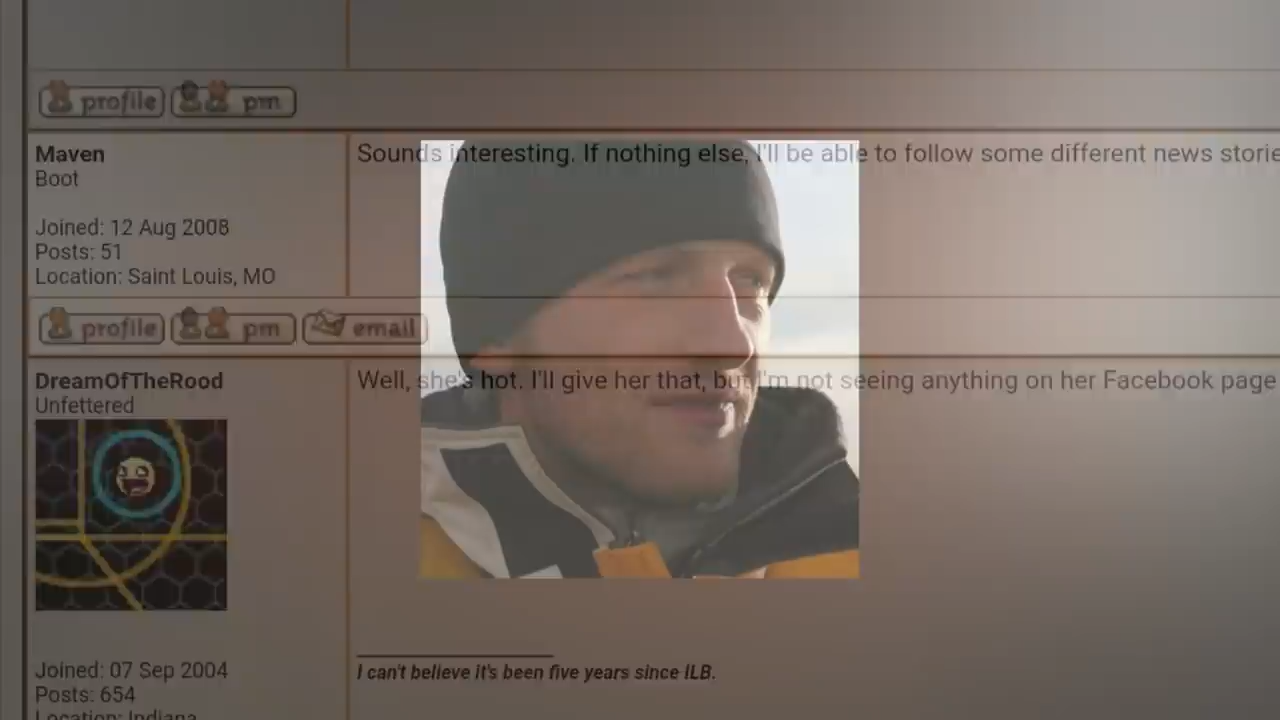 profile pm
Maven
Boot
Sounds interesting. If nothing else, I'll be able to follow some different news storie
Joined: 12 Aug 2008
Posts: 51
Location: Saint Louis, MO
profile pm email
DreamOfTheRood
Unfettered
Well, she's hot. I'll give her that, but I'm not seeing anything on her Facebook page
I can't believe it's been five years since ILB.
Joined: 07 Sep 2004
Posts: 654
Location: Indiana